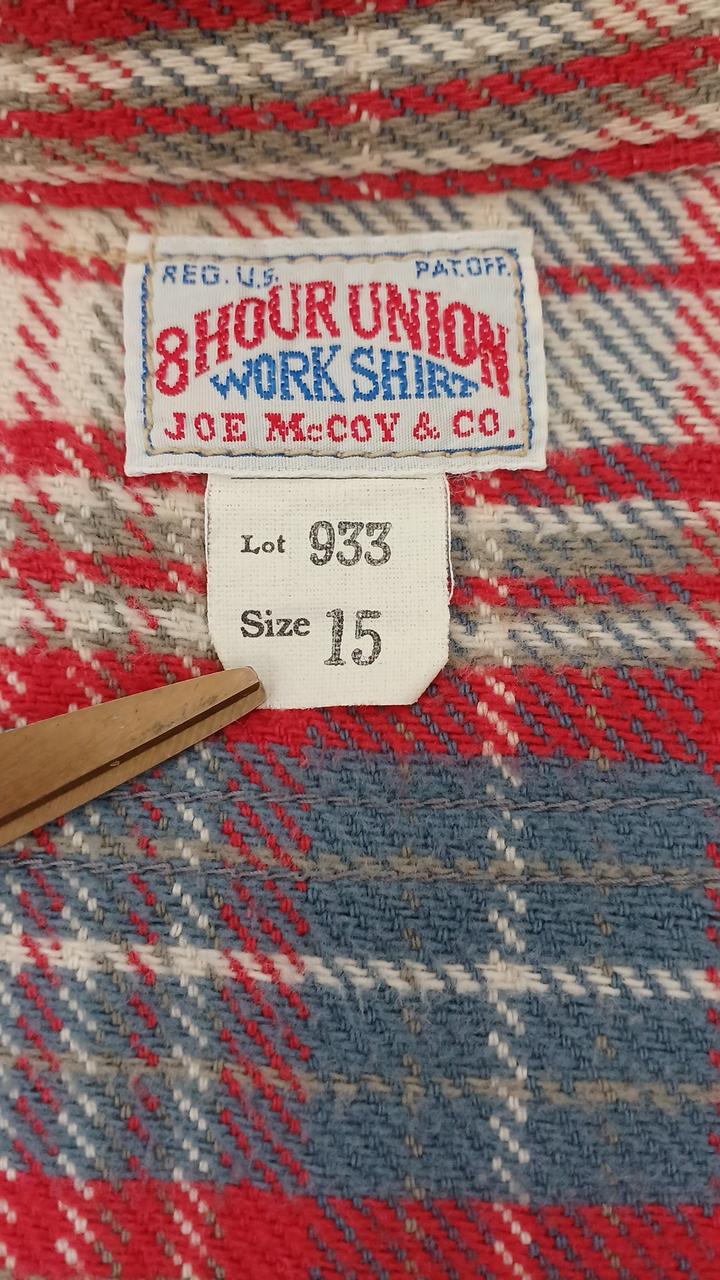 REG. U.S. PAT.OFF.
8 HOUR UNION
WORK SHIRT
JOE McCOY & CO.
Lot 933
Size 15